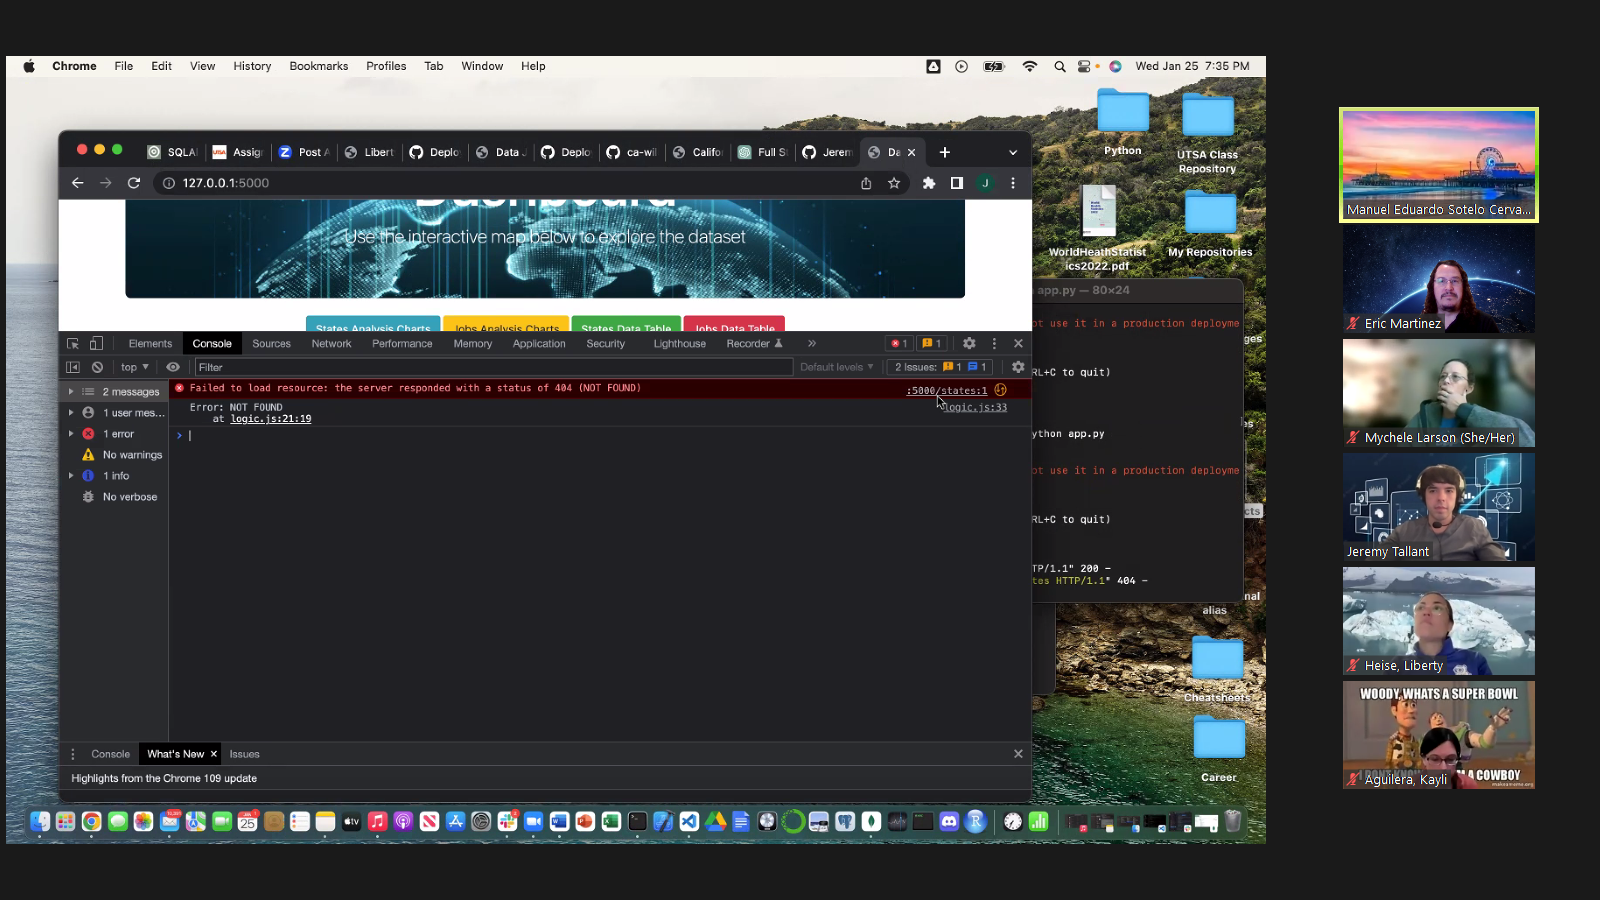 Chrome File Edit View History Bookmarks Profiles Tab Window Help
Wed Jan 25 7:35 PM
SQLA
Assig
Post A
Libert
Deplo
Data J
Deplo
ca-wil
Califo
Full S
Jerem
Da
127.0.0.1:5000
J
Dashboard
Use the interactive map below to explore the dataset
States Analysis Charts
Jobs Analysis Charts
States Data Table
Jobs Data Table
Elements Console Sources Network Performance Memory Application Security Lighthouse Recorder
1
1
top
Filter
Default levels
2 Issues: 1 1
2 messages
1 user mes...
1 error
No warnings
1 info
No verbose
Failed to load resource: the server responded with a status of 404 (NOT FOUND)
:5000/states:1
Error: NOT FOUND
logic.js:33
at logic.js:21:19
Console What's New Issues
Highlights from the Chrome 109 update
Python
UTSA Class
Repository
WorldHeathStatist
ics2022.pdf
My Repositories
app.py — 80×24
ot use it in a production deployme
RL+C to quit)
ython app.py
ot use it in a production deployme
RL+C to quit)
TP/1.1" 200 -
tes HTTP/1.1" 404 -
ges
es
cts
nal
alias
Cheatsheets
Career
Manuel Eduardo Sotelo Cerva...
Eric Martinez
Mychele Larson (She/Her)
Jeremy Tallant
Heise, Liberty
WOODY, WHATS A SUPER BOWL
M A COWBOY
Aguilera, Kayli